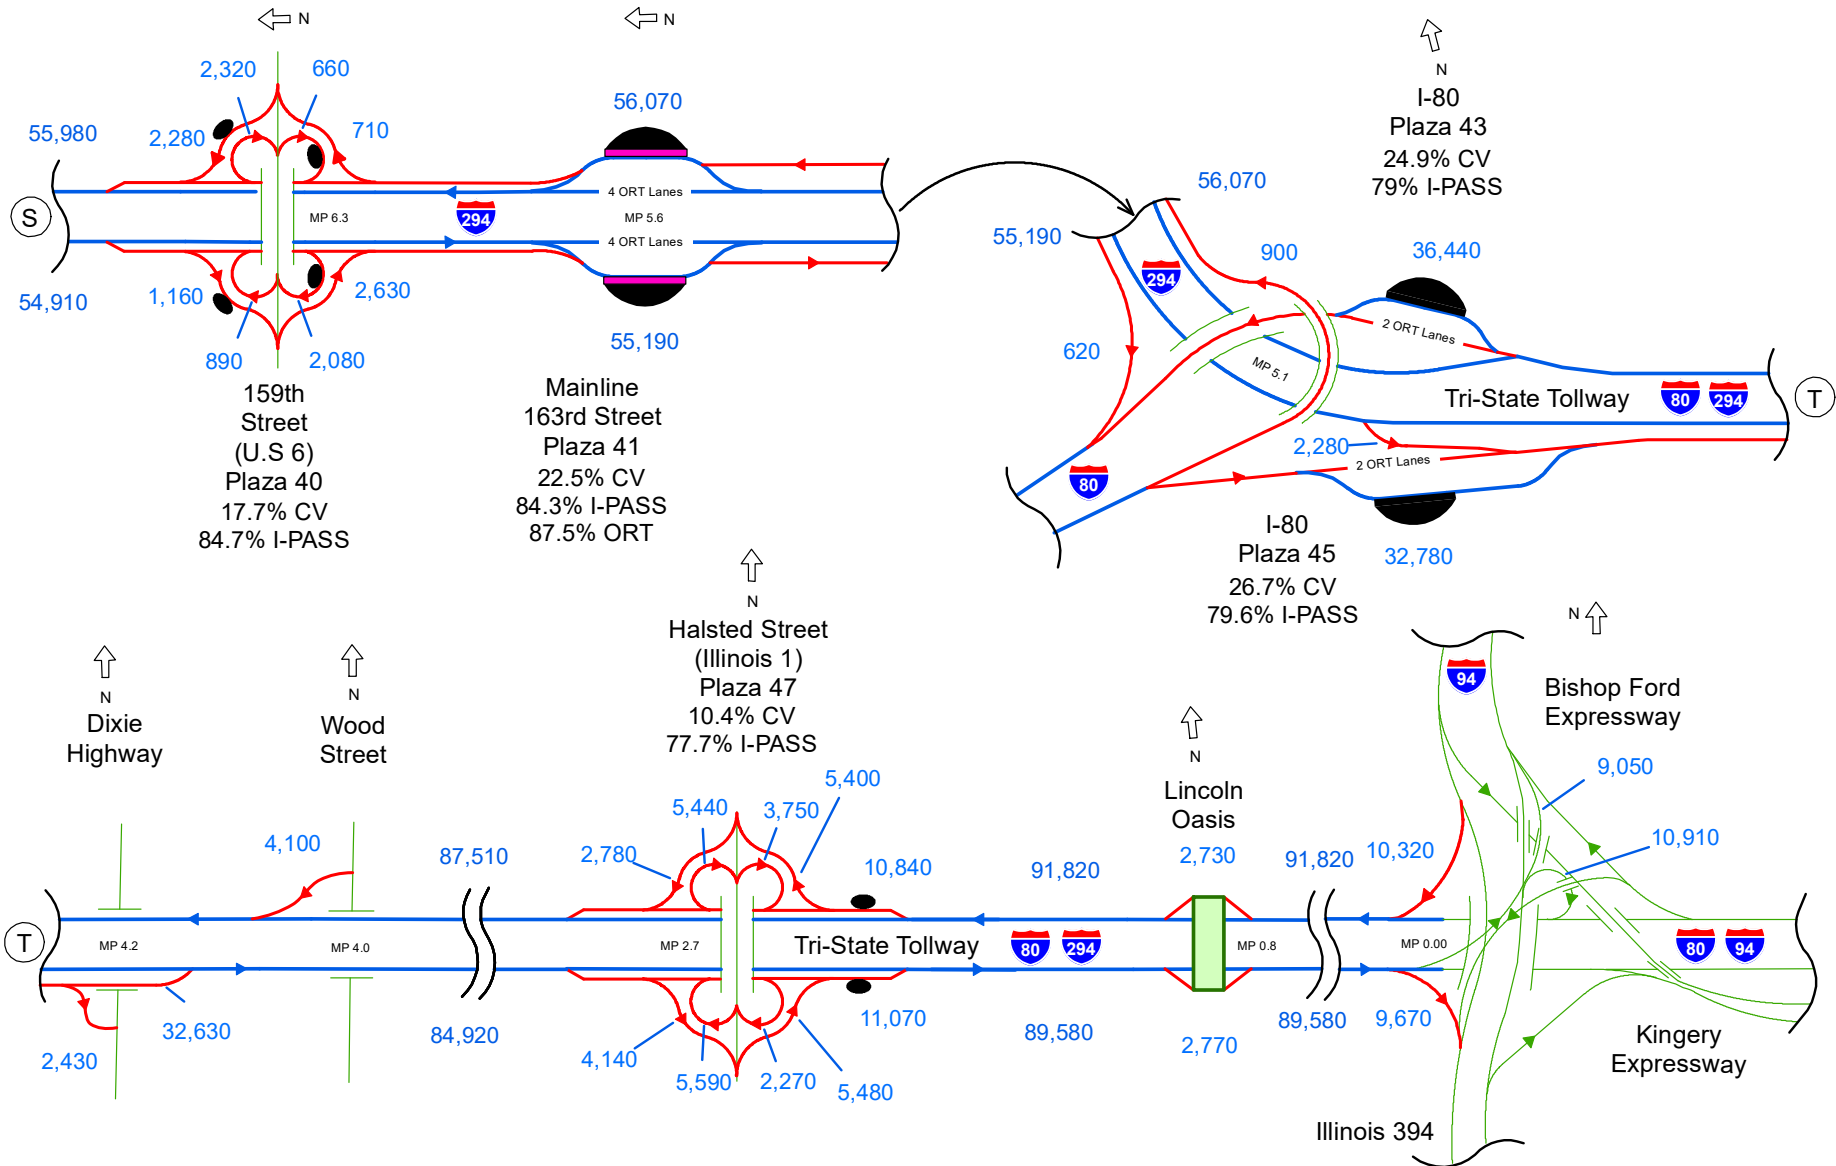 N
N
2,320
660
56,070
55,980
2,280
710
S
4 ORT Lanes
MP 6.3
294
MP 5.6
4 ORT Lanes
54,910
1,160
2,630
890
2,080
55,190
159th
Street
(U.S 6)
Plaza 40
17.7% CV
84.7% I-PASS
Mainline
163rd Street
Plaza 41
22.5% CV
84.3% I-PASS
87.5% ORT
N
I-80
Plaza 43
24.9% CV
79% I-PASS
56,070
55,190
900
36,440
294
2 ORT Lanes
620
MP 5.1
Tri-State Tollway
80
294
T
2,280
2 ORT Lanes
80
I-80
Plaza 45
26.7% CV
79.6% I-PASS
32,780
N
Dixie
Highway
N
Wood
Street
N
Halsted Street
(Illinois 1)
Plaza 47
10.4% CV
77.7% I-PASS
N
Lincoln
Oasis
N
94
Bishop Ford
Expressway
9,050
10,910
4,100
87,510
2,780
5,440
3,750
5,400
10,840
91,820
2,730
91,820
10,320
T
MP 4.2
MP 4.0
MP 2.7
Tri-State Tollway
80
294
MP 0.8
MP 0.00
80
94
2,430
32,630
84,920
4,140
5,590
2,270
5,480
11,070
89,580
2,770
89,580
9,670
Kingery
Expressway
Illinois 394